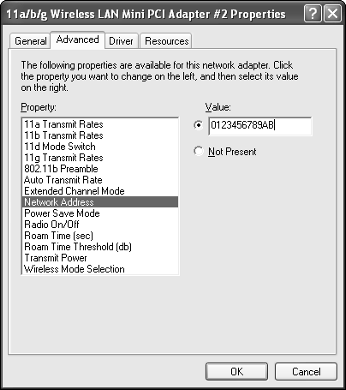 11a/b/g Wireless LAN Mini PCI Adapter #2 Properties
General
Advanced
Driver
Resources
The following properties are available for this network adapter. Click
the property you want to change on the left, and then select its value
on the right.
Property:
Value:
11a Transmit Rates
11b Transmit Rates
11d Mode Switch
11g Transmit Rates
802.11b Preamble
Auto Transmit Rate
Extended Channel Mode
Network Address
Power Save Mode
Radio On/Off
Roam Time (sec)
Roam Time Threshold (db)
Transmit Power
Wireless Mode Selection
0123456789AB
Not Present
OK
Cancel